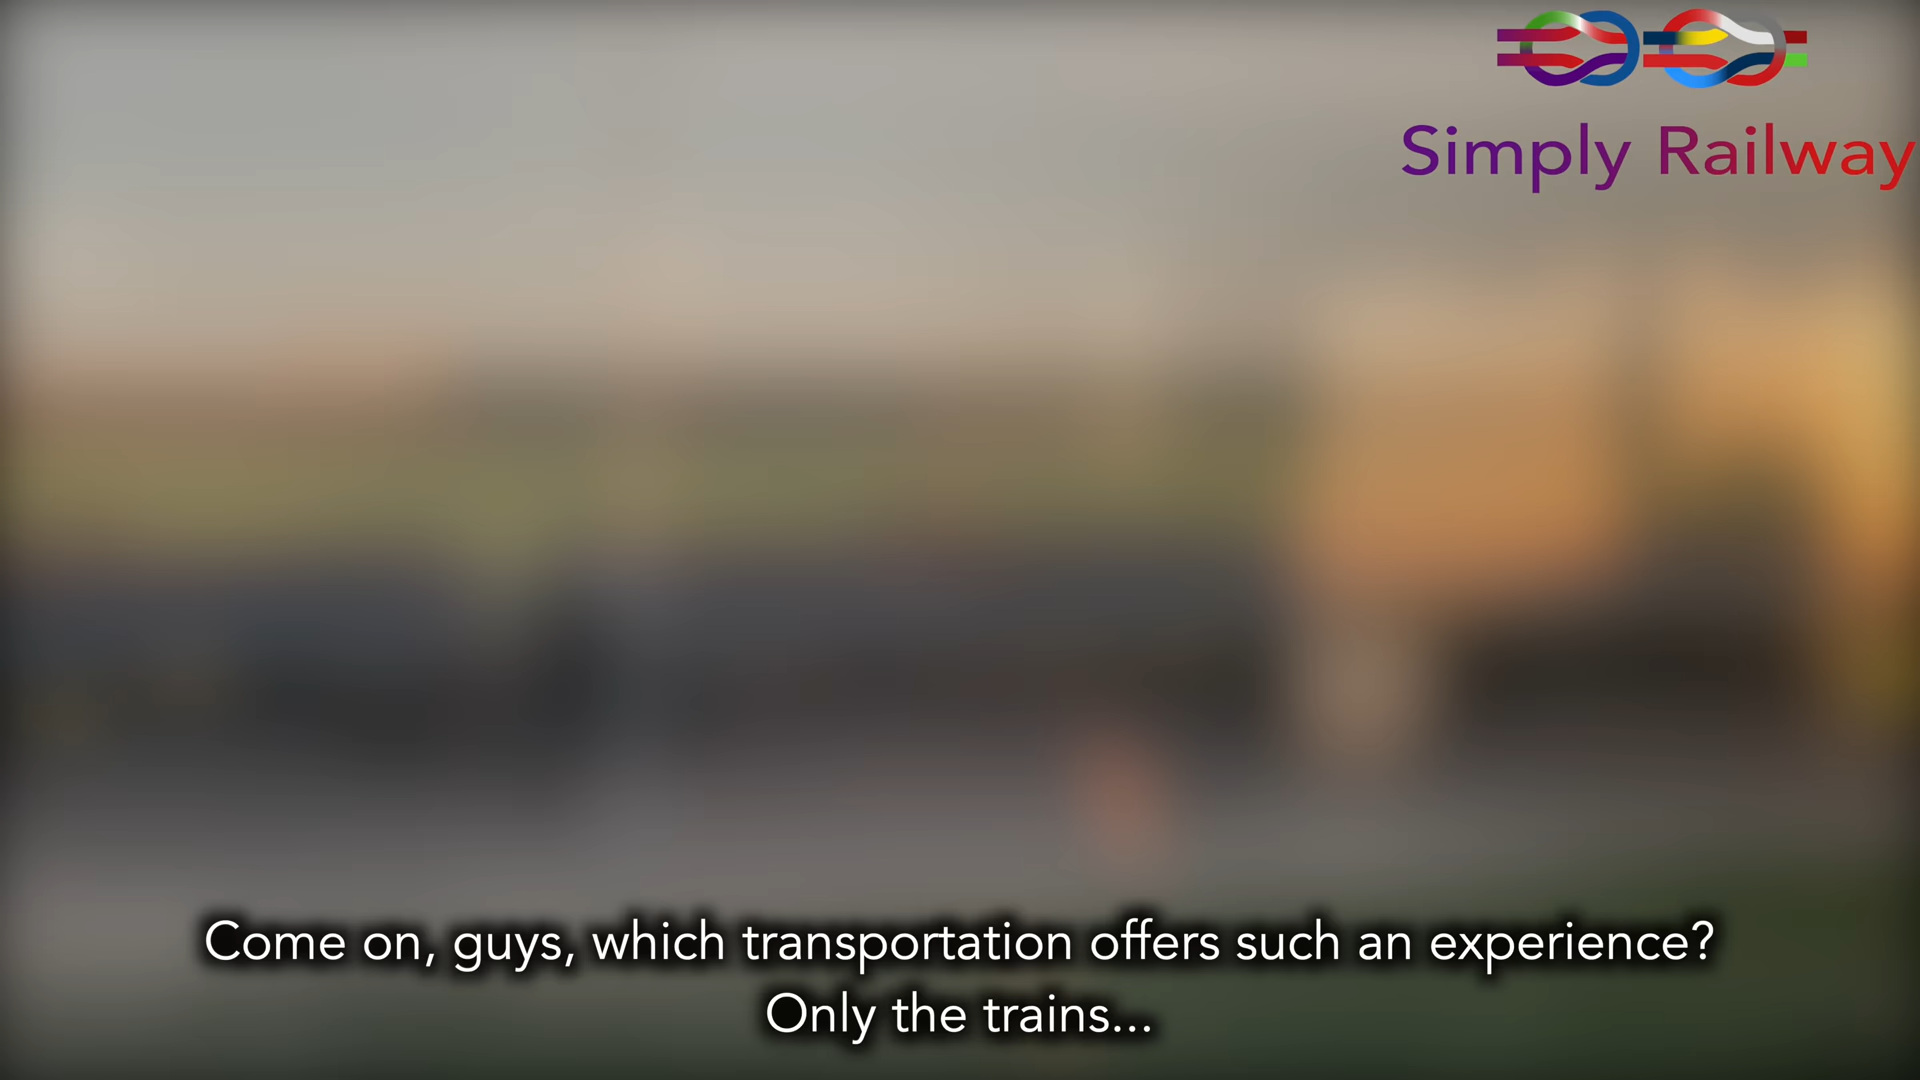 Simply Railway
Come on, guys, which transportation offers such an experience?
Only the trains...